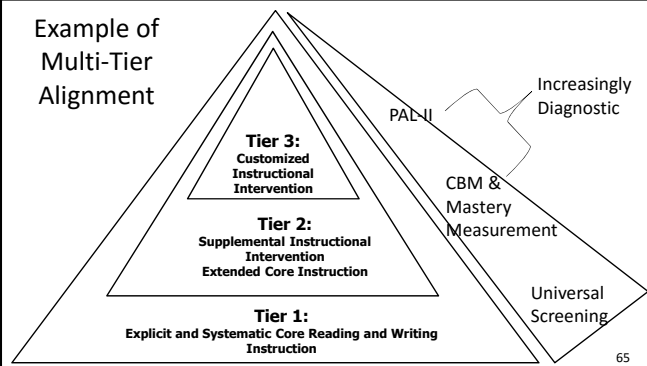 Example of
Multi-Tier
Alignment
Increasingly
Diagnostic
PAL-II
Tier 3:
Customized
Instructional
Intervention
CBM &
Mastery
Measurement
Tier 2:
Supplemental Instructional
Intervention
Extended Core Instruction
Universal
Screening
Tier 1:
Explicit and Systematic Core Reading and Writing
Instruction
65